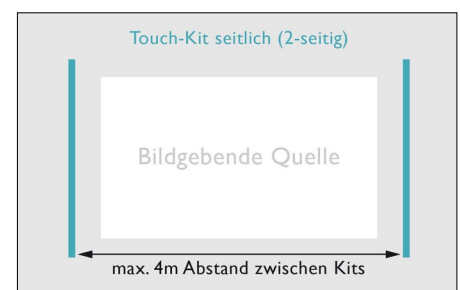 Touch-Kit seitlich (2-seitig)
Bildgebende Quelle
max. 4m Abstand zwischen Kits